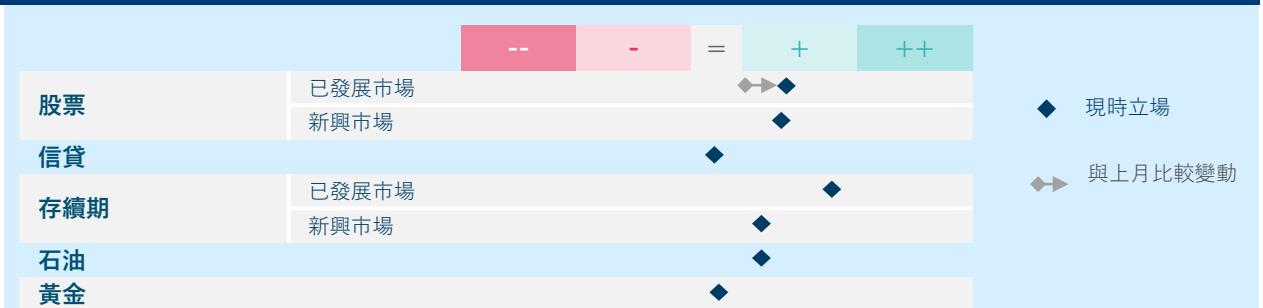 -- - = + ++
股票
已發展市場
新興市場
信貸
存續期
已發展市場
新興市場
石油
黃金
現時立場
與上月比較變動